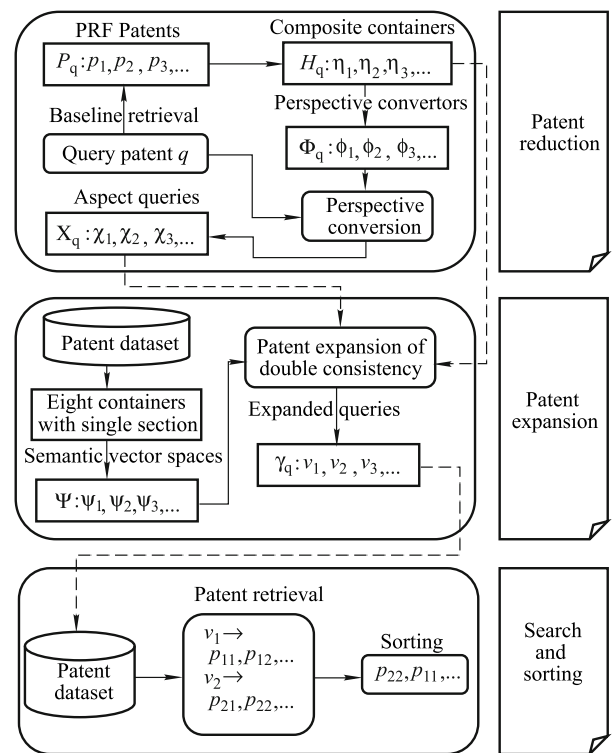 PRF Patents
P_q : p_1, p_2, p_3,...
Composite containers
H_q: η_1, η_2, η_3,...
Baseline retrieval
Perspective convertors
Query patent q
Φ_q : ϕ_1, ϕ_2, ϕ_3,...
Aspect queries
X_q : χ_1, χ_2, χ_3,...
Perspective
conversion
Patent
reduction
Patent dataset
Eight containers
with single section
Semantic vector spaces
Ψ: ψ_1, ψ_2, ψ_3,...
Patent expansion of
double consistency
Expanded queries
γ_q : v_1, v_2, v_3,...
Patent
expansion
Patent retrieval
Patent
dataset
v_1→
p_11, p_12,...
v_2→
p_21, p_22,...
Sorting
p_22, p_11,...
Search
and
sorting